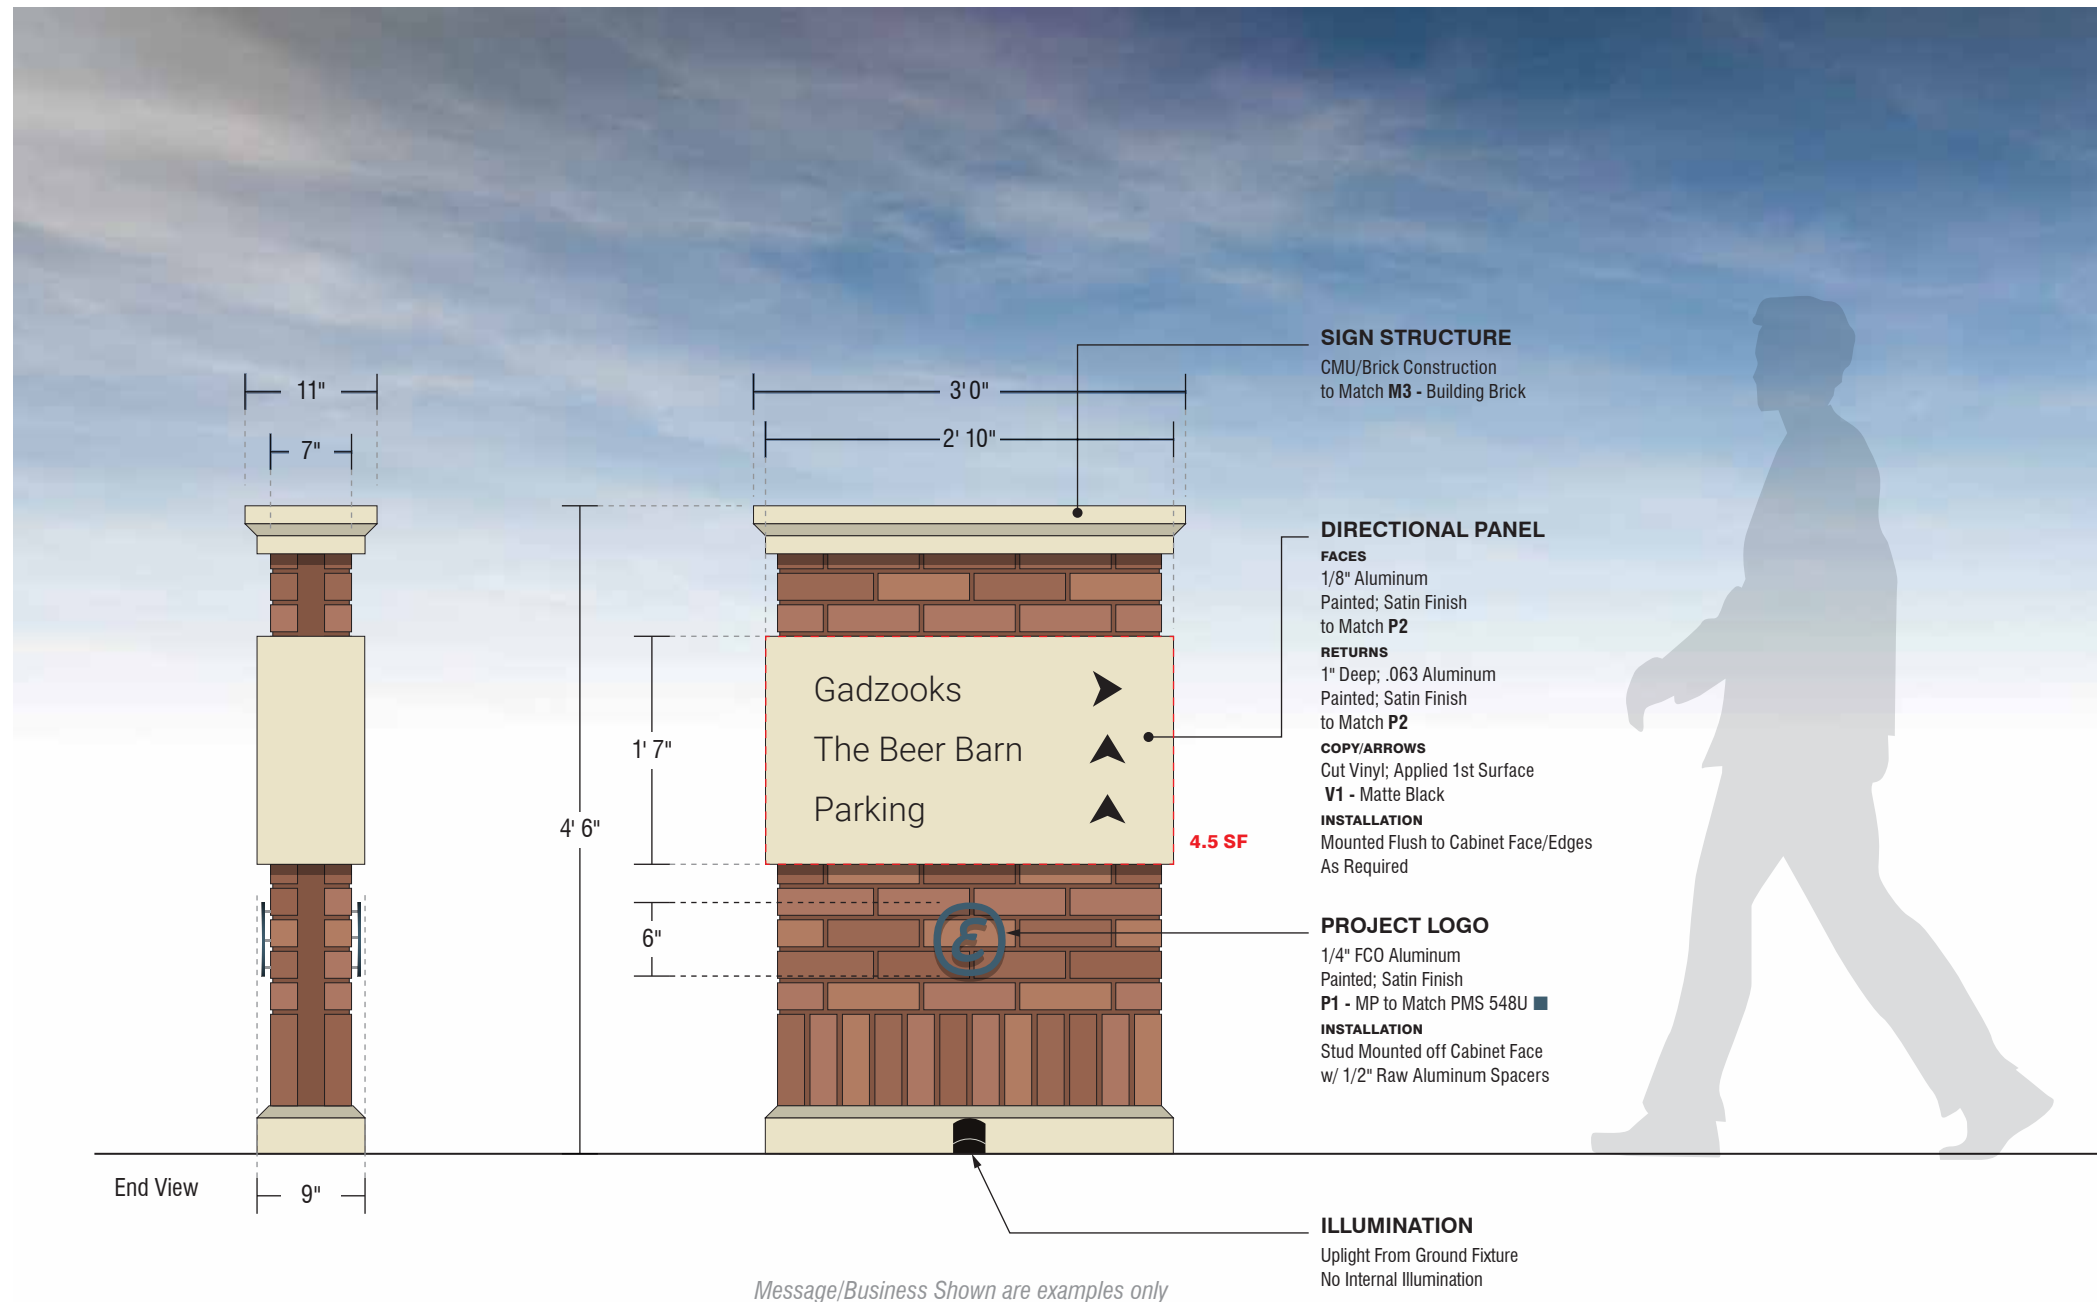 11"
7"
3' 0"
2' 10"
4' 6"
1' 7"
6"
9"
End View
Gadzooks
The Beer Barn
Parking
4.5 SF
SIGN STRUCTURE
CMU/Brick Construction
to Match M3 - Building Brick
DIRECTIONAL PANEL
FACES
1/8" Aluminum
Painted; Satin Finish
to Match P2
RETURNS
1" Deep; .063 Aluminum
Painted; Satin Finish
to Match P2
COPY/ARROWS
Cut Vinyl; Applied 1st Surface
V1 - Matte Black
INSTALLATION
Mounted Flush to Cabinet Face/Edges
As Required
PROJECT LOGO
1/4" FCO Aluminum
Painted; Satin Finish
P1 - MP to Match PMS 548U
INSTALLATION
Stud Mounted off Cabinet Face
w/ 1/2" Raw Aluminum Spacers
ILLUMINATION
Uplight From Ground Fixture
No Internal Illumination
Message/Business Shown are examples only